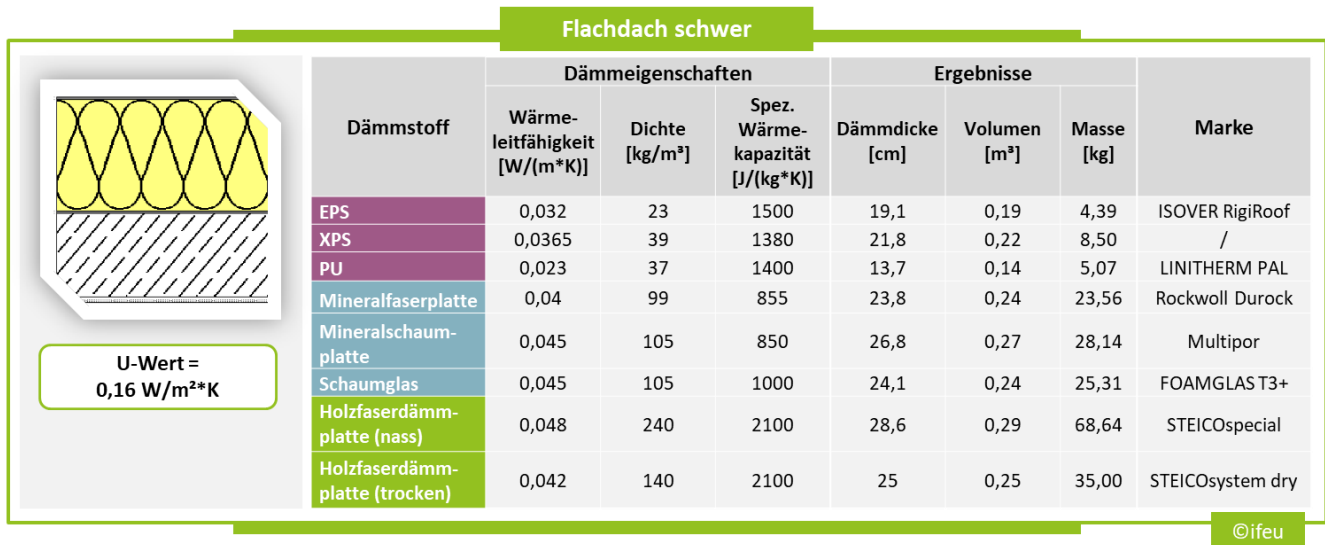 Flachdach schwer
Dämmstoff
Dämmeigenschaften
Ergebnisse
Marke
Wärme-
leitfähigkeit
[W/(m*K)]
Dichte
[kg/m³]
Spez.
Wärme-
kapazität
[J/(kg*K)]
Dämmdicke
[cm]
Volumen
[m³]
Masse
[kg]
EPS 0,032 23 1500 19,1 0,19 4,39 ISOVER RigiRoof
XPS 0,0365 39 1380 21,8 0,22 8,50 /
PU 0,023 37 1400 13,7 0,14 5,07 LINITHERM PAL
Mineralfaserplatte 0,04 99 855 23,8 0,24 23,56 Rockwoll Durock
Mineralschaum-
platte 0,045 105 850 26,8 0,27 28,14 Multipor
Schaumglas 0,045 105 1000 24,1 0,24 25,31 FOAMGLAS T3+
Holzfaserdämm-
platte (nass) 0,048 240 2100 28,6 0,29 68,64 STEICOspecial
Holzfaserdämm-
platte (trocken) 0,042 140 2100 25 0,25 35,00 STEICOsystem dry
U-Wert =
0,16 W/m²*K
©ifeu